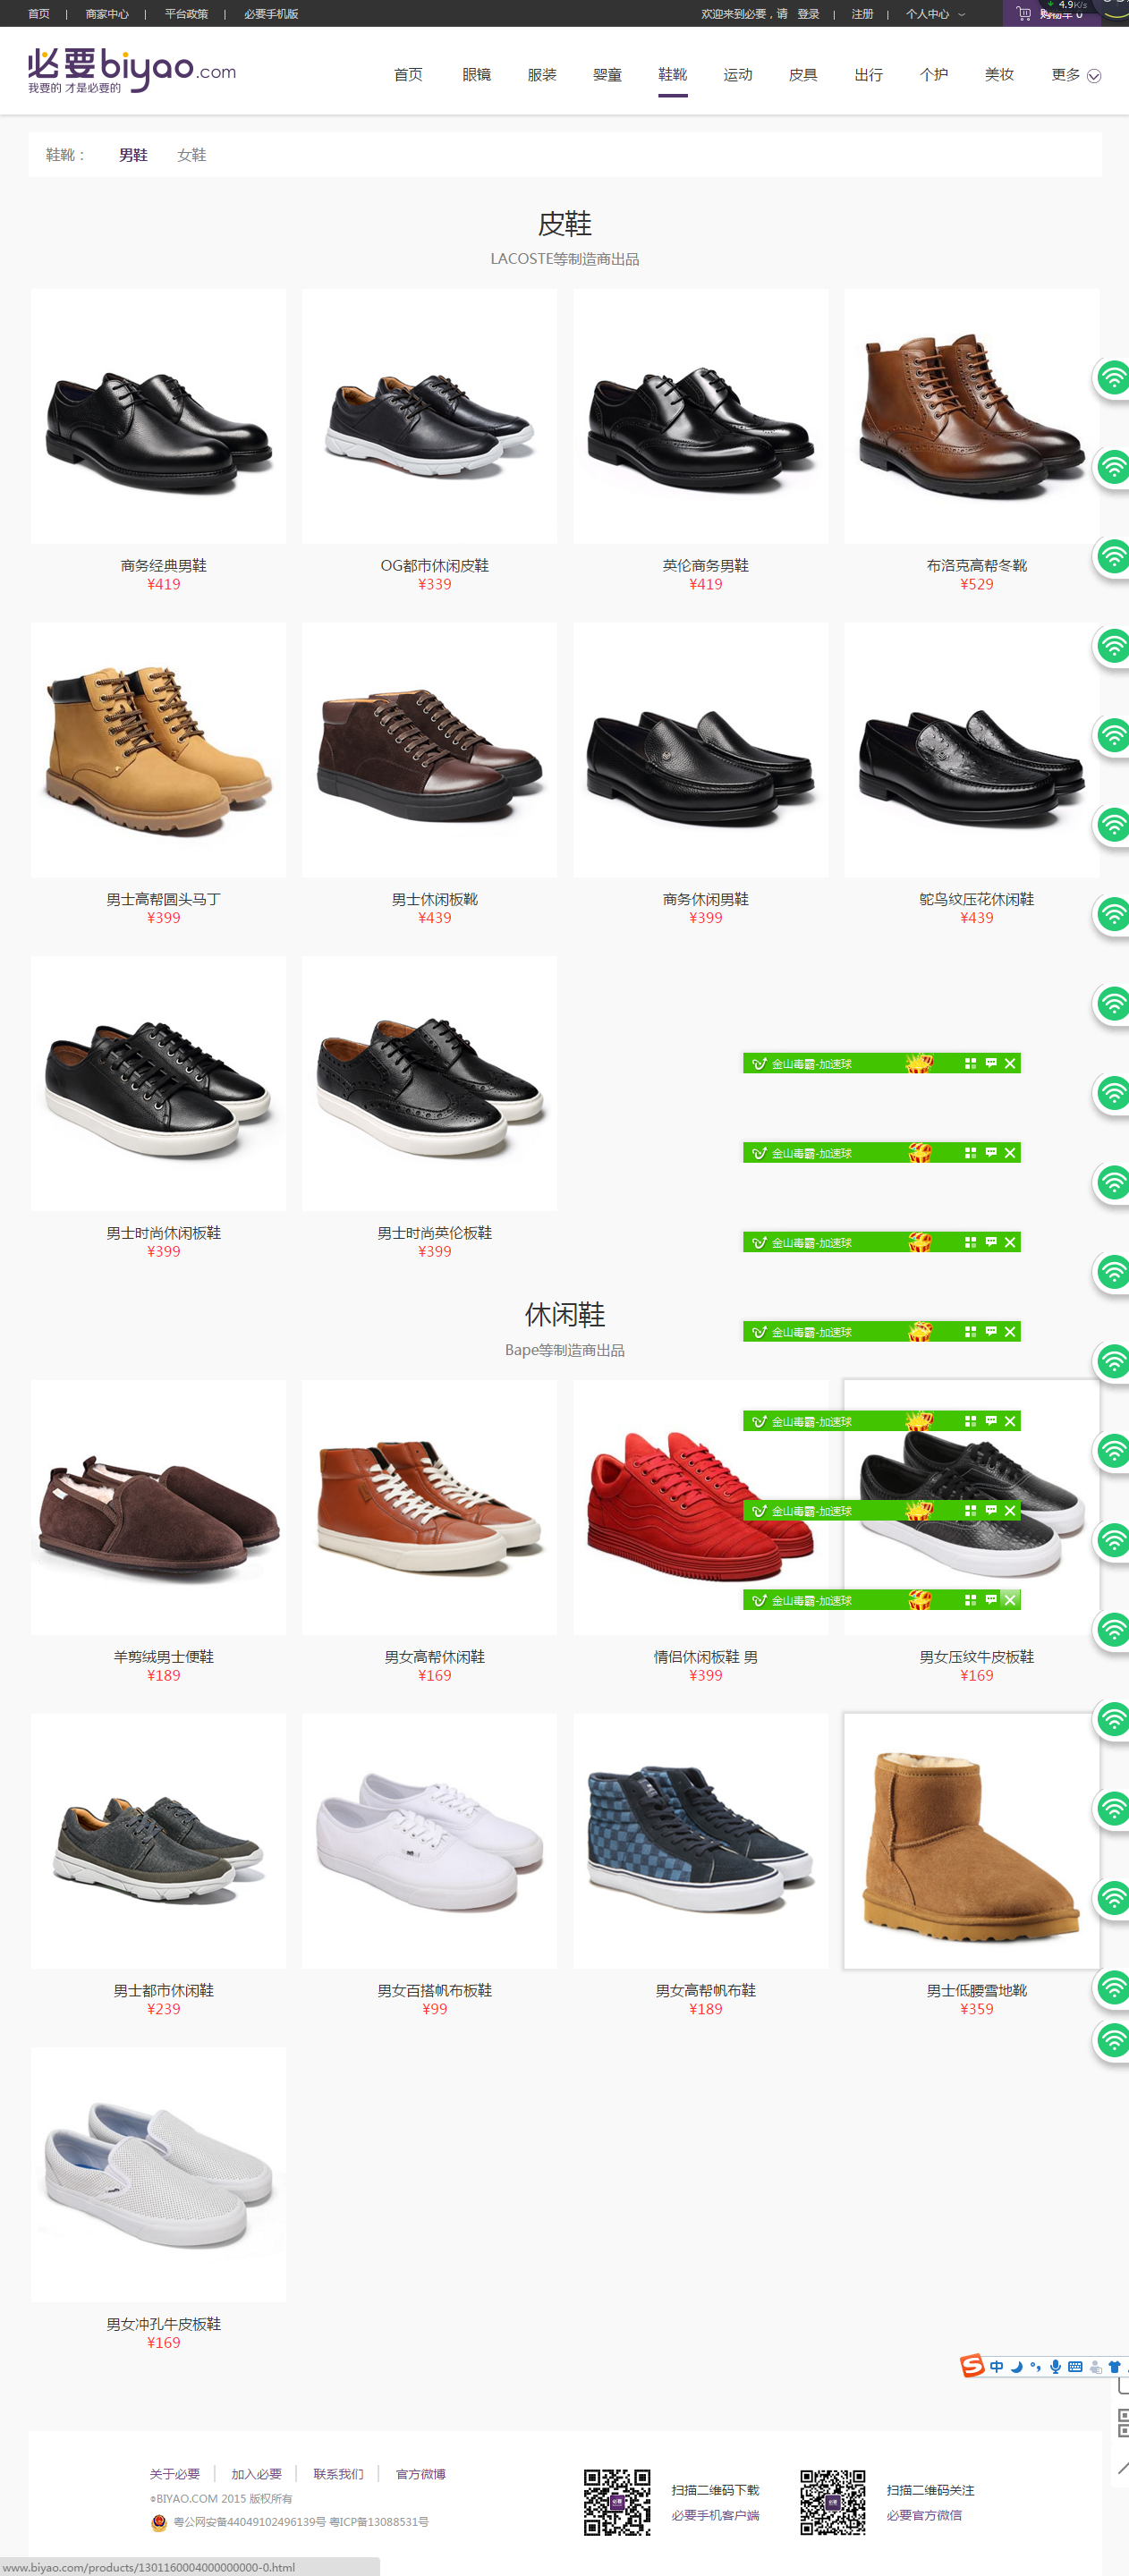 首页 | 商家中心 | 平台政策 | 必要手机版
欢迎来到必要，请 登录 | 注册 | 个人中心
购物车 0
4.9K/s
必要biyao.com
我要的 才是必要的
首页 眼镜 服装 婴童 鞋靴 运动 皮具 出行 个护 美妆 更多
鞋靴： 男鞋 女鞋
皮鞋
LACOSTE等制造商出品
商务经典男鞋 OG都市休闲皮鞋 英伦商务男鞋 布洛克高帮冬靴
¥419 ¥339 ¥419 ¥529
男士高帮圆头马丁 男士休闲板靴 商务休闲男鞋 鸵鸟纹压花休闲鞋
¥399 ¥439 ¥399 ¥439
金山毒霸-加速球
金山毒霸-加速球
男士时尚休闲板鞋 男士时尚英伦板鞋
金山毒霸-加速球
¥399 ¥399
休闲鞋
金山毒霸-加速球
Bape等制造商出品
金山毒霸-加速球
金山毒霸-加速球
金山毒霸-加速球
羊剪绒男士便鞋 男女高帮休闲鞋 情侣休闲板鞋 男 男女压纹牛皮板鞋
¥189 ¥169 ¥399 ¥169
男士都市休闲鞋 男女百搭帆布板鞋 男女高帮帆布鞋 男士低腰雪地靴
¥239 ¥99 ¥189 ¥359
男女冲孔牛皮板鞋
¥169
中
关于必要 | 加入必要 | 联系我们 | 官方微博
©BIYAO.COM 2015 版权所有
粤公网安备44049102496139号 粤ICP备13088531号
扫描二维码下载
必要手机客户端
扫描二维码关注
必要官方微信
www.biyao.com/products/1301160004000000000-0.html